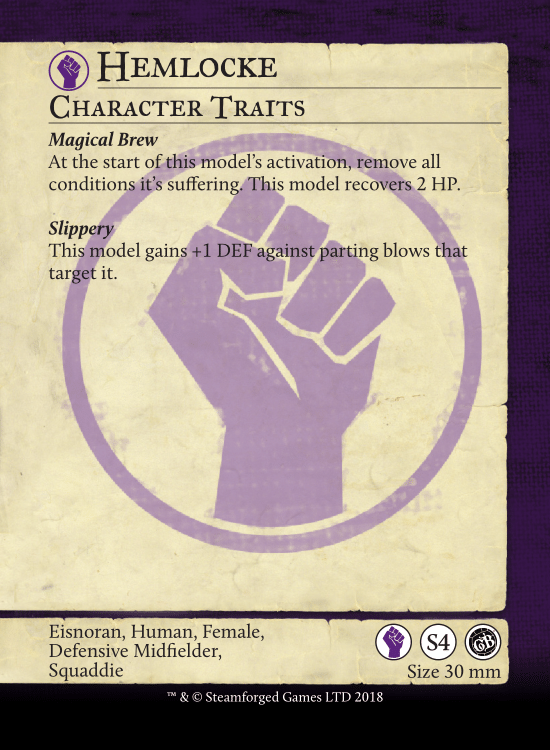 Hemlocke
Character Traits
Magical Brew
At the start of this model's activation, remove all
conditions it's suffering. This model recovers 2 HP.
Slippery
This model gains +1 DEF against parting blows that
target it.
Eisnoran, Human, Female,
Defensive Midfielder,
Squaddie
S4
GB
Size 30 mm
™ & © Steamforged Games LTD 2018